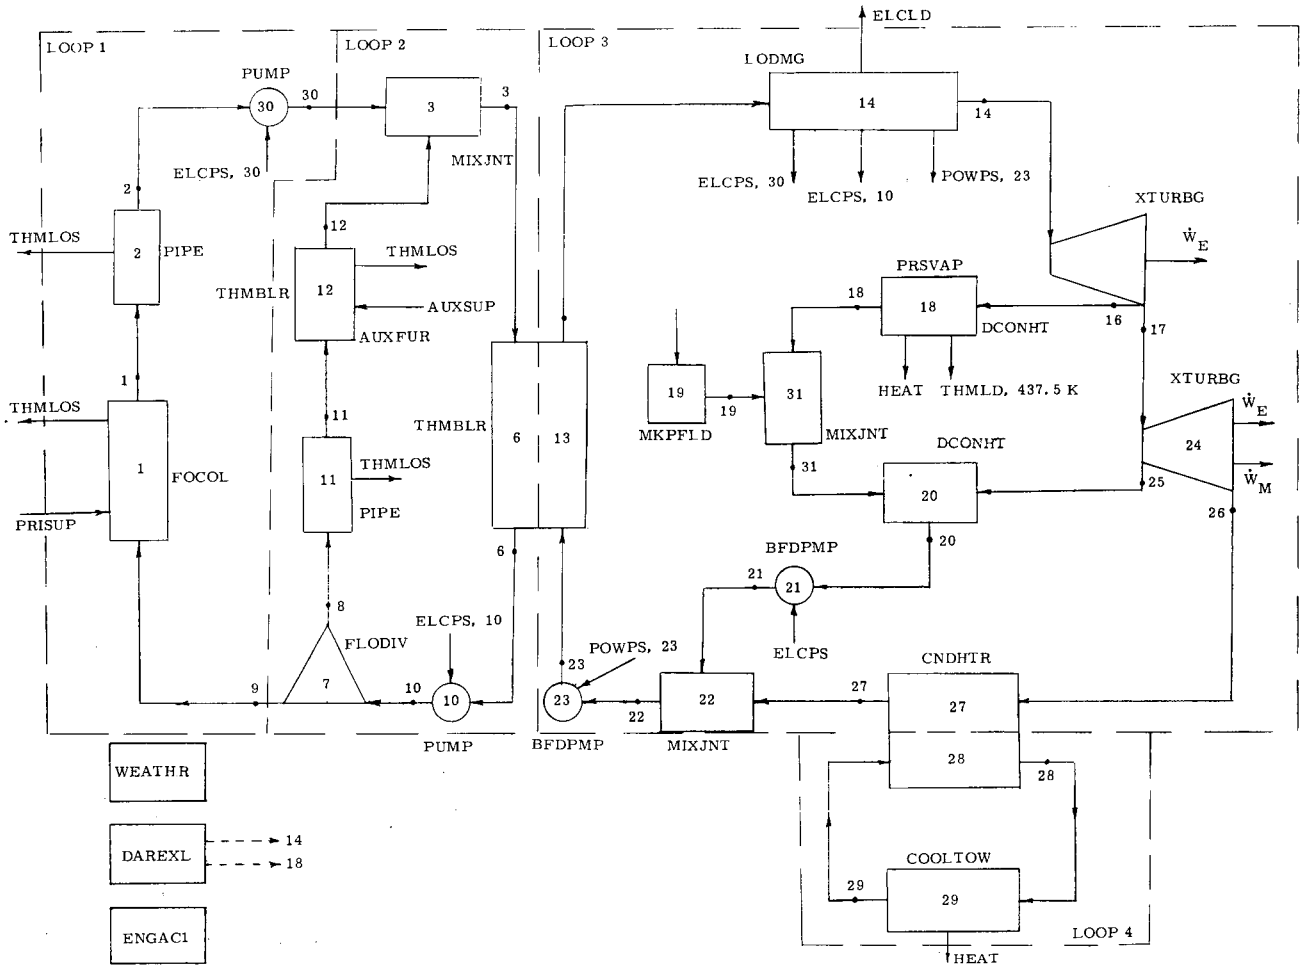 ELCLD
LOOP 1
LOOP 2
LOOP 3
LODMG
PUMP
30
30
3
3
14
14
MIXJNT
ELCPS, 30
2
ELCPS, 30
ELCPS, 10
POWPS, 23
XTURBG
THMLOS
2
PIPE
12
Ẇ
E
THMLOS
THMBLR
12
AUXSUP
AUXFUR
PRSVAP
18
18
DCONHT
16
17
1
HEAT
THMLD, 437.5 K
XTURBG
THMLOS
11
19
19
31
MKPFLD
MIXJNT
DCONHT
Ẇ
E
THMBLR
6
13
24
Ẇ
M
1
FOCOL
THMLOS
11
PIPE
31
20
25
26
PRISUP
6
20
BFDPMP
21
21
8
ELCPS, 10
FLODIV
ELCPS
POWPS, 23
CNDHTR
23
9
7
10
10
23
22
22
27
27
PUMP
BFDPMP
MIXJNT
WEATHR
28
28
DAREXL
14
18
COOLTOW
29
29
ENGAC1
LOOP 4
HEAT